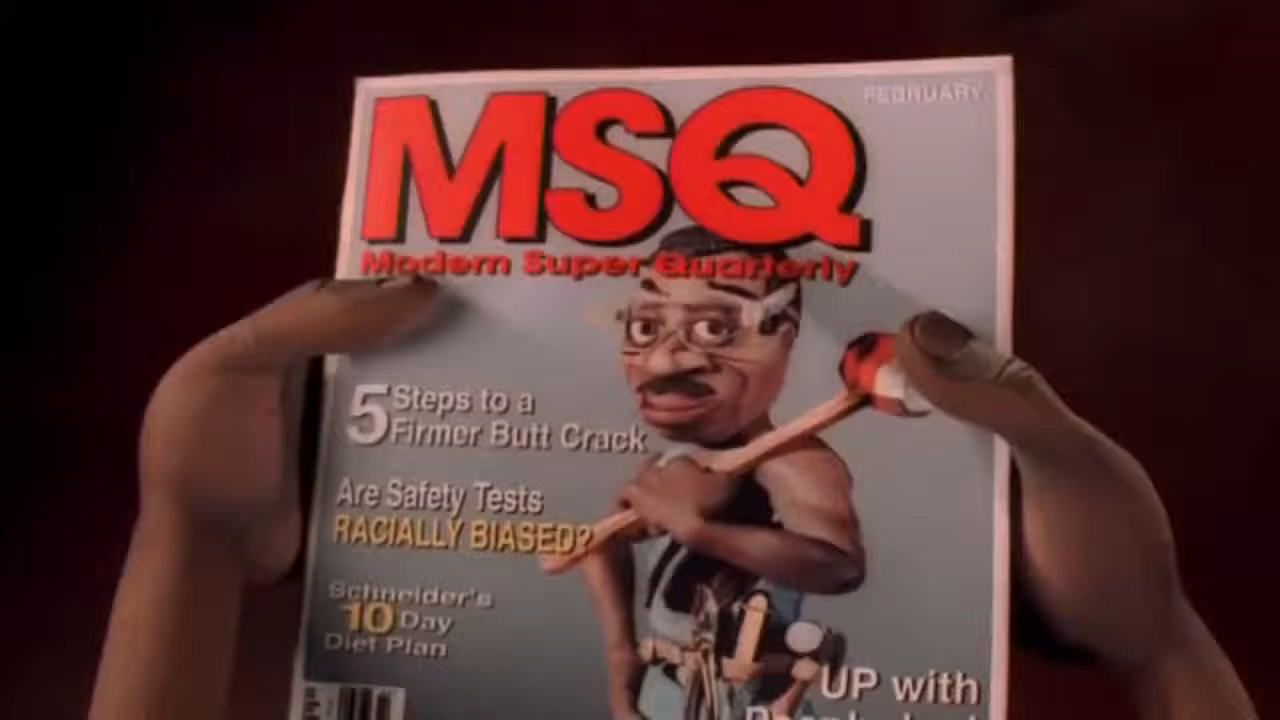 FEBRUARY
MSQ
Modern Super Quarterly
5 Steps to a
Firmer Butt Crack
Are Safety Tests
RACIALLY BIASED?
Schneider's
10 Day
Diet Plan
UP with